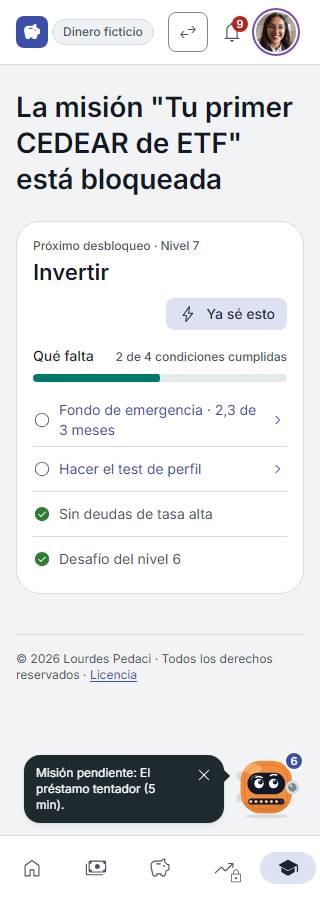 Dinero ficticio
9
La misión "Tu primer
CEDEAR de ETF"
está bloqueada
Próximo desbloqueo · Nivel 7
Invertir
Ya sé esto
Qué falta
2 de 4 condiciones cumplidas
Fondo de emergencia · 2,3 de
3 meses
Hacer el test de perfil
Sin deudas de tasa alta
Desafío del nivel 6
© 2026 Lourdes Pedaci · Todos los derechos
reservados · Licencia
Misión pendiente: El
préstamo tentador (5
min).
6